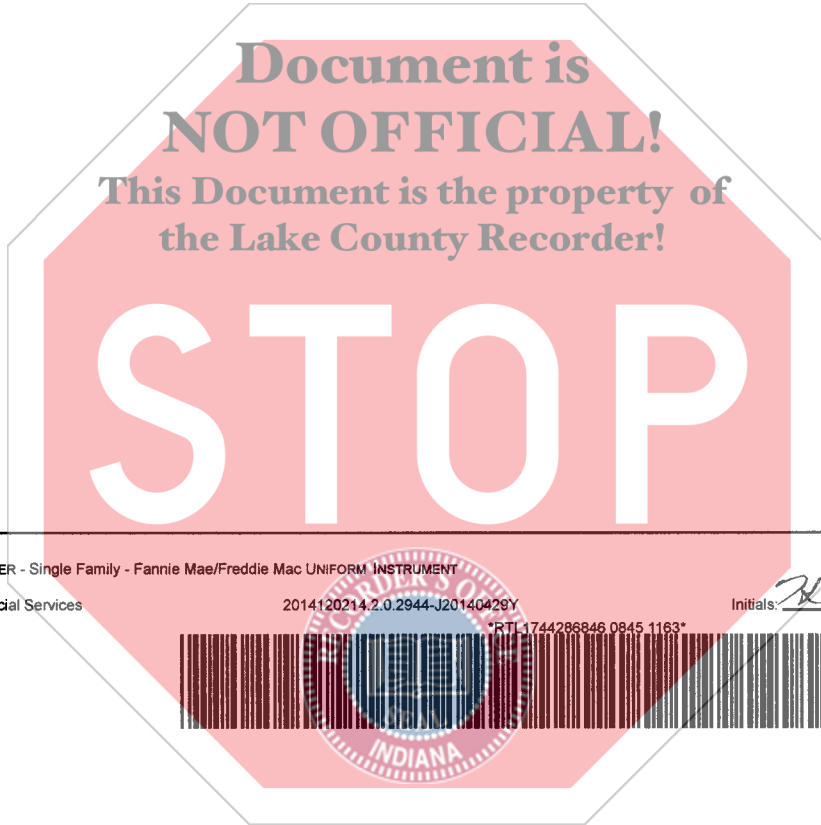 Document is
NOT OFFICIAL!
This Document is the property of
the Lake County Recorder!
STOP
ER - Single Family - Fannie Mae/Freddie Mac UNIFORM INSTRUMENT
cial Services 2014120214.2.0.2944-J20140429Y Initials:
*RTL1744286846 0845 1163*
RECORDER'S OFFICE
SEAL
INDIANA